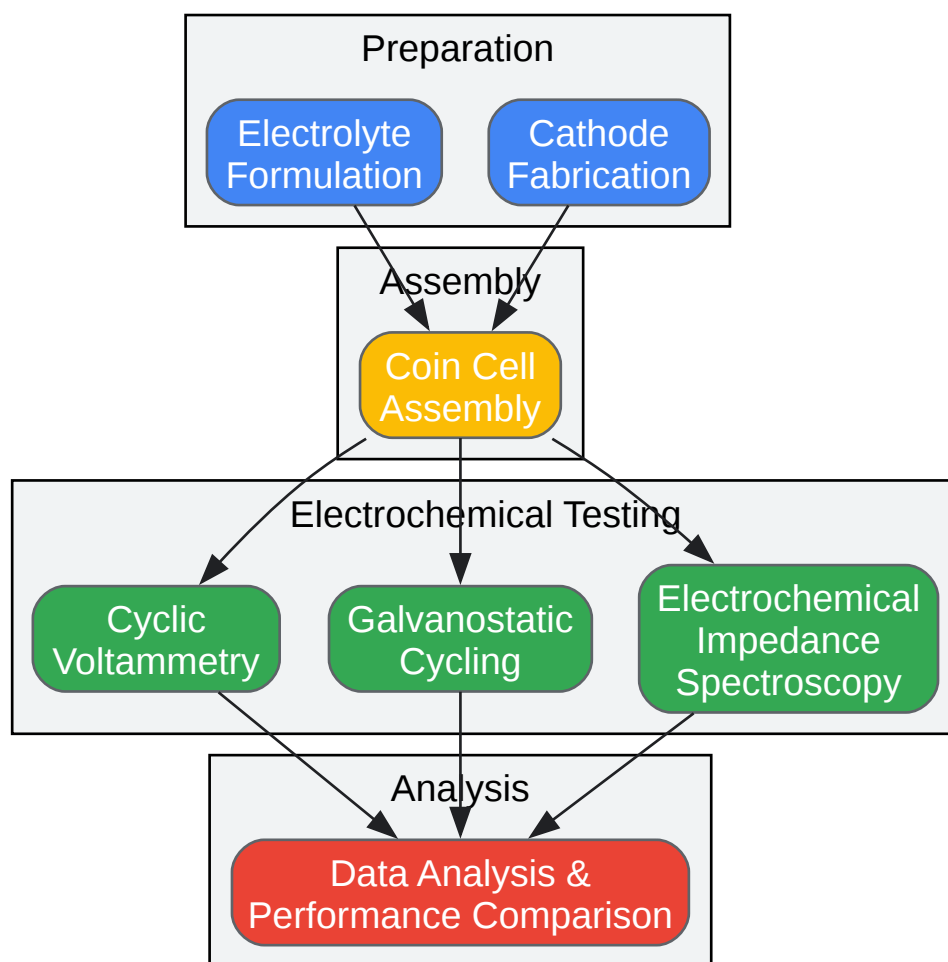 Preparation
Electrolyte
Formulation
Cathode
Fabrication
Assembly
Coin Cell
Assembly
Electrochemical Testing
Cyclic
Voltammetry
Galvanostatic
Cycling
Electrochemical
Impedance
Spectroscopy
Analysis
Data Analysis &
Performance Comparison